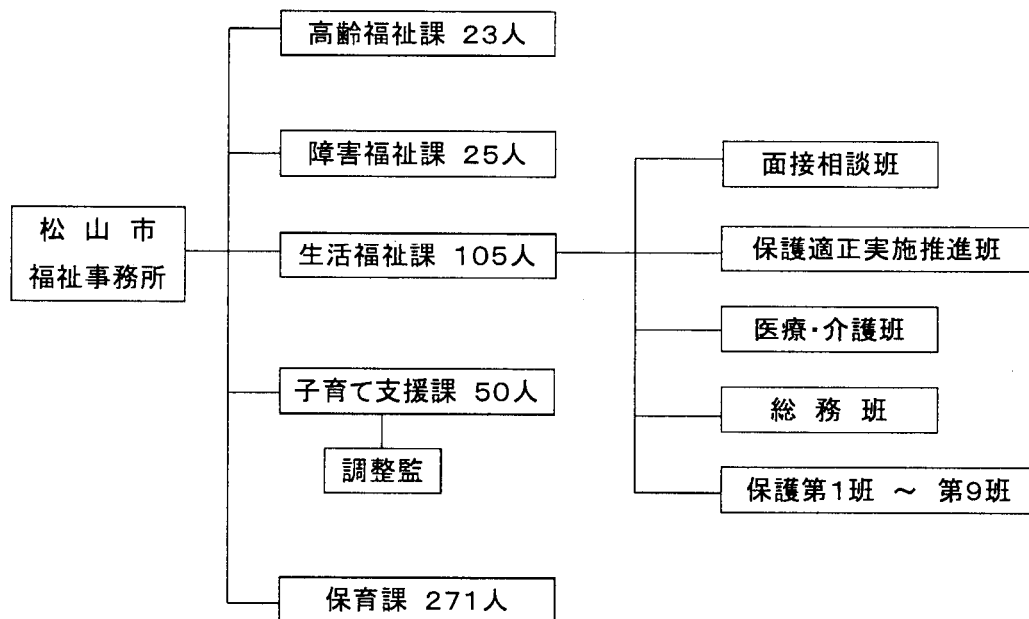 高齢福祉課 23人
障害福祉課 25人
松山市
福祉事務所
生活福祉課 105人
子育て支援課 50人
調整監
保育課 271人
面接相談班
保護適正実施推進班
医療・介護班
総務班
保護第1班 ~ 第9班